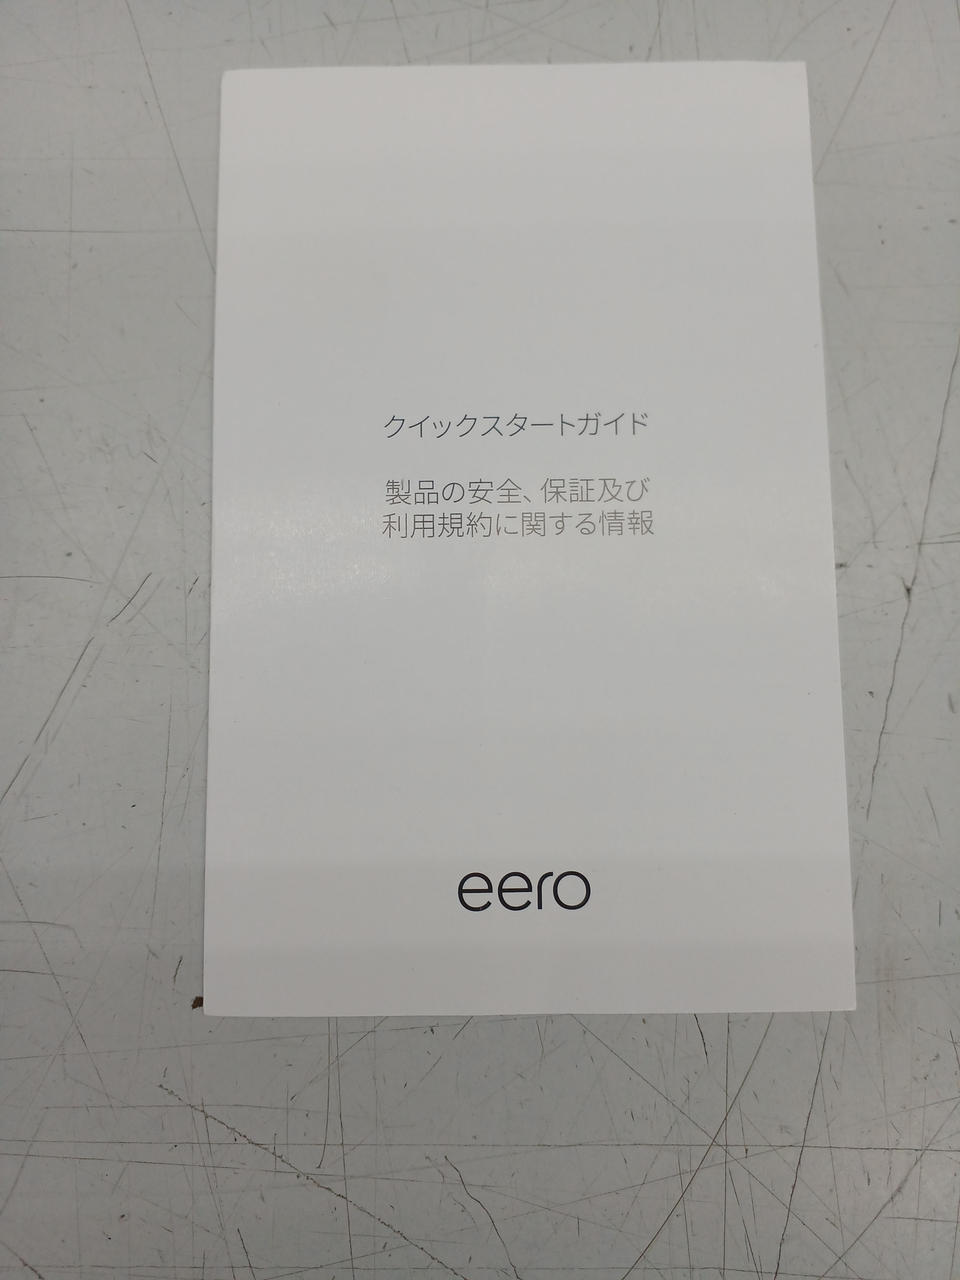 クイックスタートガイド
製品の安全、保証及び
利用規約に関する情報
eero